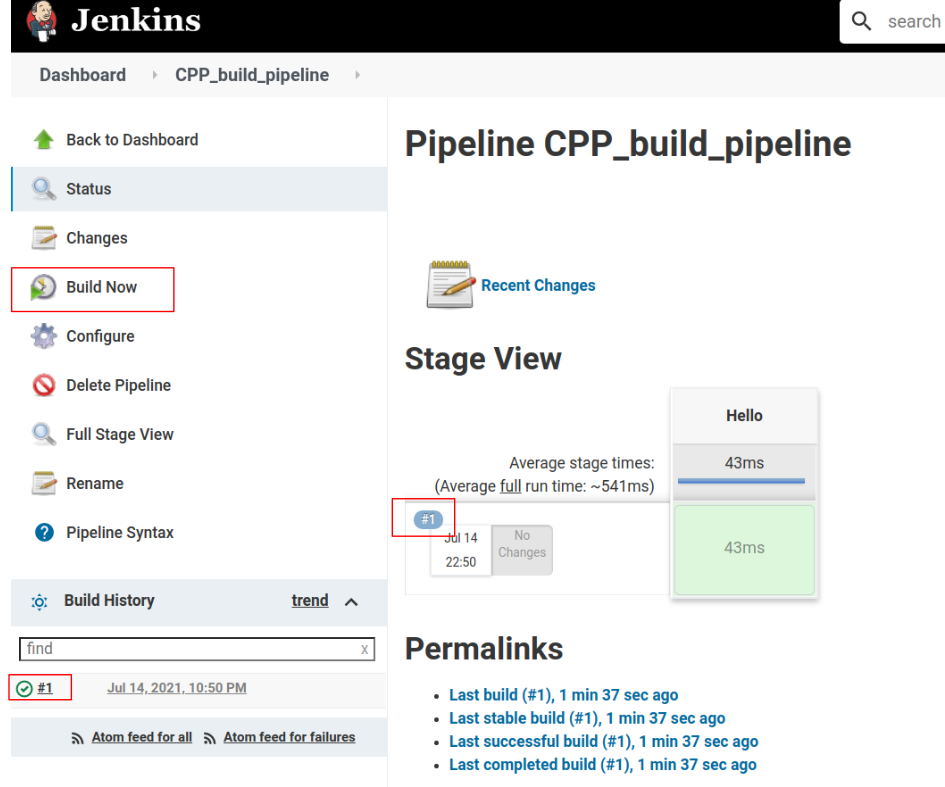 Jenkins
search
Dashboard
CPP_build_pipeline
Back to Dashboard
Status
Changes
Build Now
Configure
Delete Pipeline
Full Stage View
Rename
Pipeline Syntax
Build History
trend
find
x
#1
Jul 14, 2021, 10:50 PM
Atom feed for all
Atom feed for failures
Pipeline CPP_build_pipeline
Recent Changes
Stage View
Hello
Average stage times:
43ms
(Average full run time: ~541ms)
#1
Jul 14
22:50
No
Changes
43ms
Permalinks
Last build (#1), 1 min 37 sec ago
Last stable build (#1), 1 min 37 sec ago
Last successful build (#1), 1 min 37 sec ago
Last completed build (#1), 1 min 37 sec ago